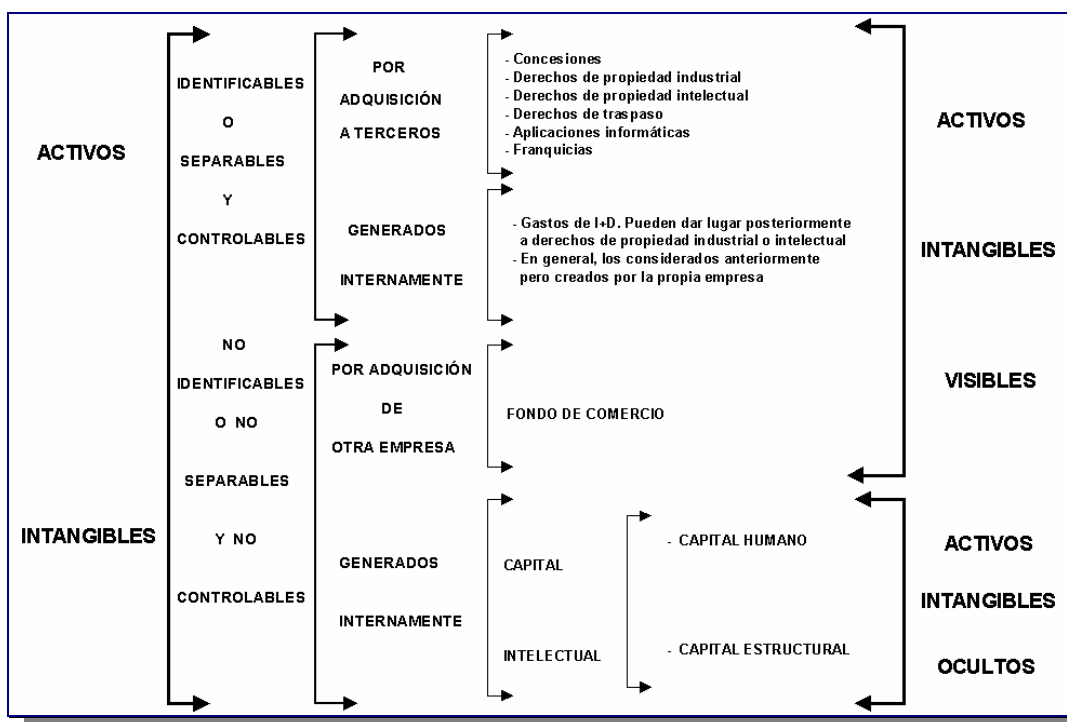 ACTIVOS
INTANGIBLES
IDENTIFICABLES
O
SEPARABLES
Y
CONTROLABLES
POR
ADQUISICIÓN
A TERCEROS
- Concesiones
- Derechos de propiedad industrial
- Derechos de propiedad intelectual
- Derechos de traspaso
- Aplicaciones informáticas
- Franquicias
GENERADOS
INTERNAMENTE
- Gastos de I+D. Pueden dar lugar posteriormente
a derechos de propiedad industrial o intelectual
- En general, los considerados anteriormente
pero creados por la propia empresa
NO
IDENTIFICABLES
O NO
SEPARABLES
Y NO
CONTROLABLES
POR ADQUISICIÓN
DE
OTRA EMPRESA
FONDO DE COMERCIO
GENERADOS
INTERNAMENTE
CAPITAL
INTELECTUAL
- CAPITAL HUMANO
- CAPITAL ESTRUCTURAL
ACTIVOS
INTANGIBLES
VISIBLES
ACTIVOS
INTANGIBLES
OCULTOS